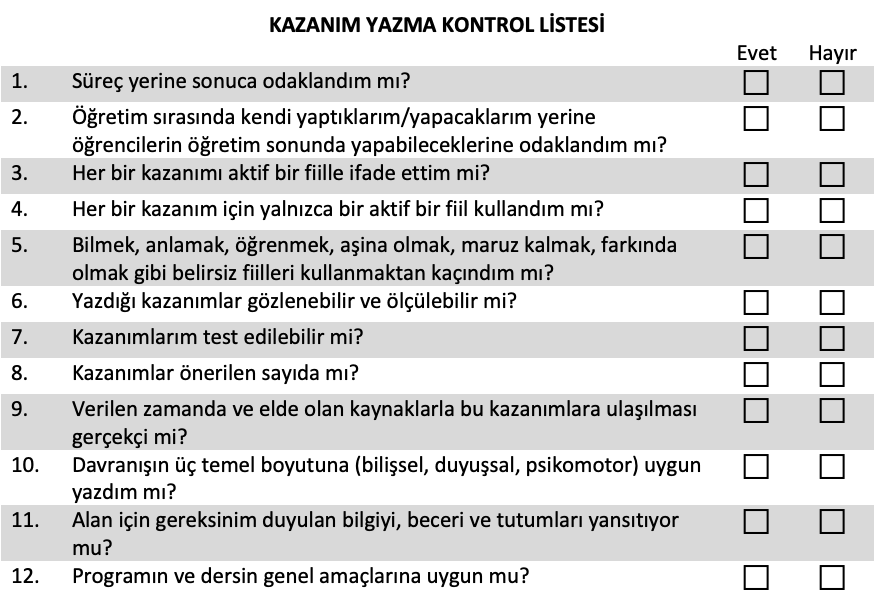 KAZANIM YAZMA KONTROL LİSTESİ
Evet Hayır
1. Süreç yerine sonuca odaklandım mı?
2. Öğretim sırasında kendi yaptıklarım/yapacaklarım yerine
öğrencilerin öğretim sonunda yapabileceklerine odaklandım mı?
3. Her bir kazanımı aktif bir fiille ifade ettim mi?
4. Her bir kazanım için yalnızca bir aktif bir fiil kullandım mı?
5. Bilmek, anlamak, öğrenmek, aşina olmak, maruz kalmak, farkında
olmak gibi belirsiz fiilleri kullanmaktan kaçındım mı?
6. Yazdığı kazanımlar gözlenebilir ve ölçülebilir mi?
7. Kazanımlarım test edilebilir mi?
8. Kazanımlar önerilen sayıda mı?
9. Verilen zamanda ve elde olan kaynaklarla bu kazanımlara ulaşılması
gerçekçi mi?
10. Davranışın üç temel boyutuna (bilişsel, duyuşsal, psikomotor) uygun
yazdım mı?
11. Alan için gereksinim duyulan bilgiyi, beceri ve tutumları yansıtıyor
mu?
12. Programın ve dersin genel amaçlarına uygun mu?